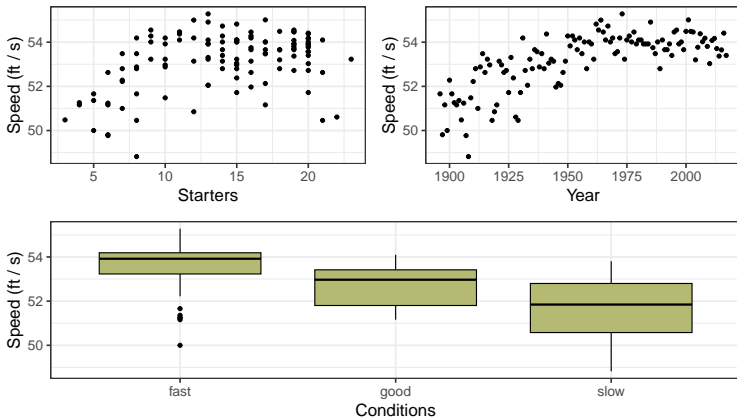 Speed (ft / s)
54
52
50
5
10
15
20
Starters
Speed (ft / s)
54
52
50
1900
1925
1950
1975
2000
Year
Speed (ft / s)
54
52
50
fast
good
slow
Conditions